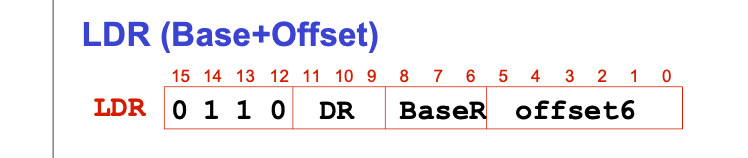 LDR (Base+Offset)
15 14 13 12 11 10 9 8 7 6 5 4 3 2 1 0
LDR 0 1 1 0 DR BaseR offset6